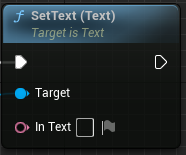 SetText (Text)
Target is Text
Target
In Text